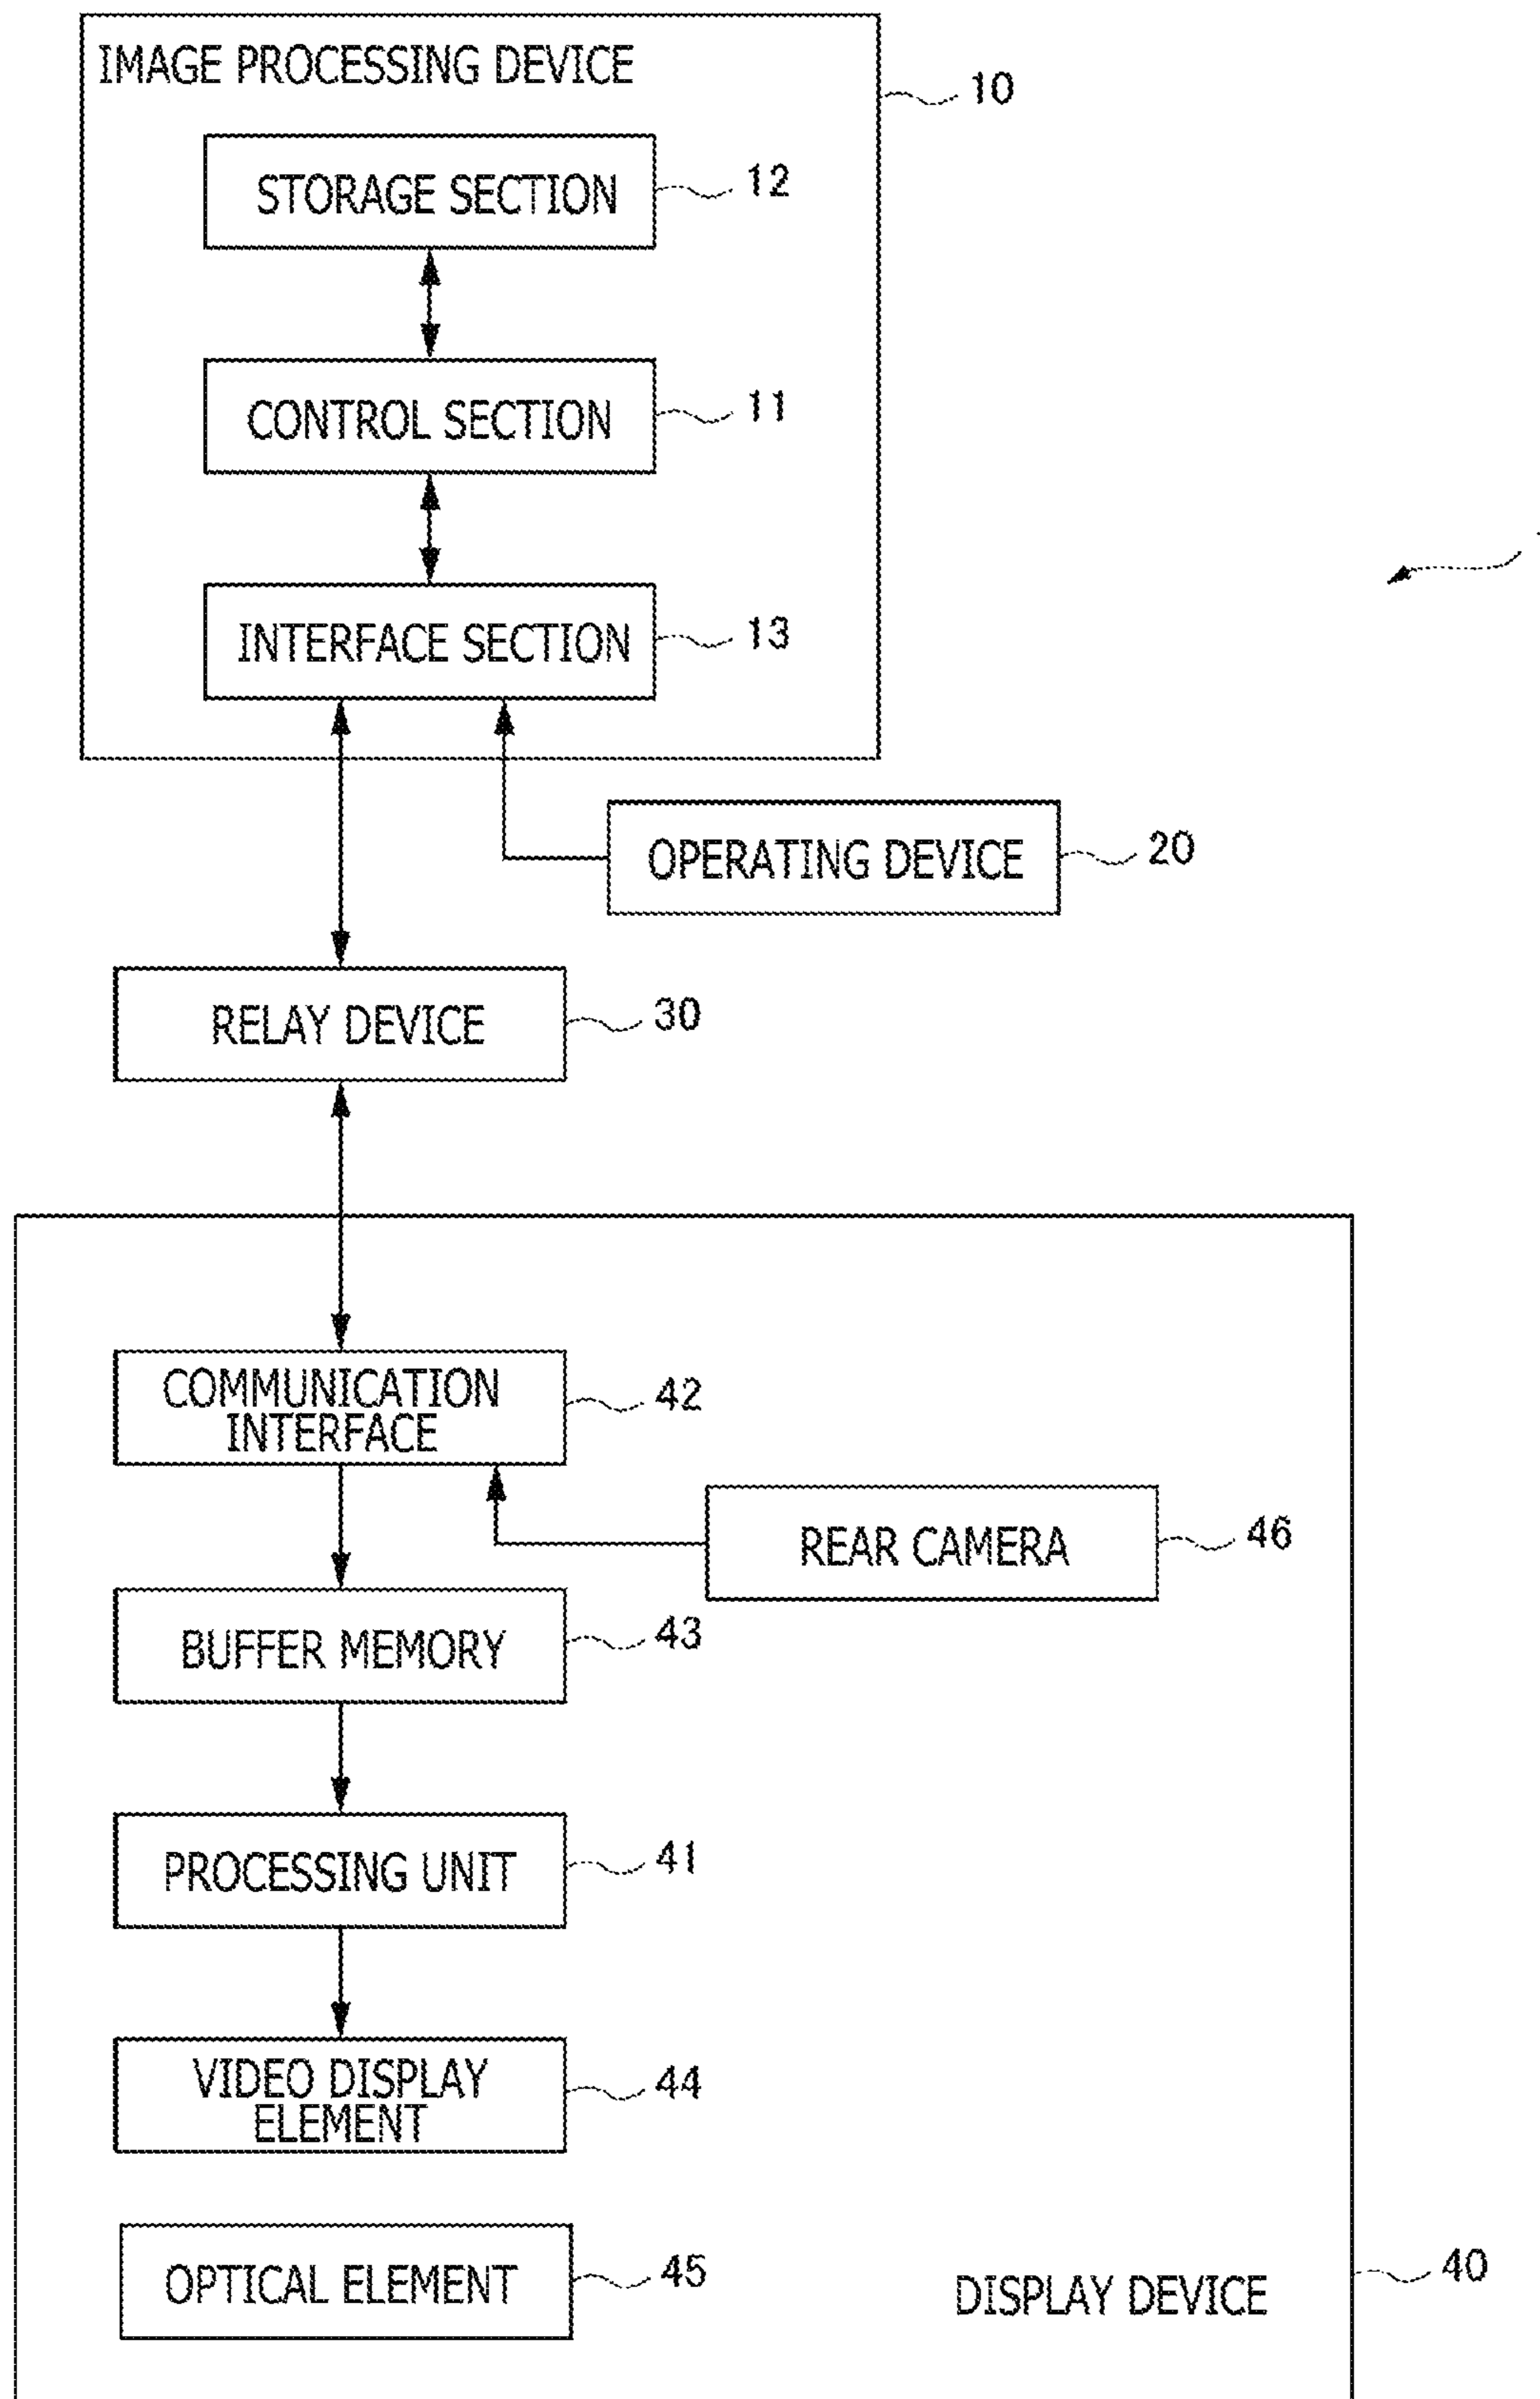 IMAGE PROCESSING DEVICE
10
STORAGE SECTION
12
CONTROL SECTION
11
INTERFACE SECTION
13
OPERATING DEVICE
20
RELAY DEVICE
30
COMMUNICATION
INTERFACE
42
REAR CAMERA
46
BUFFER MEMORY
43
PROCESSING UNIT
41
VIDEO DISPLAY
ELEMENT
44
OPTICAL ELEMENT
45
DISPLAY DEVICE
40